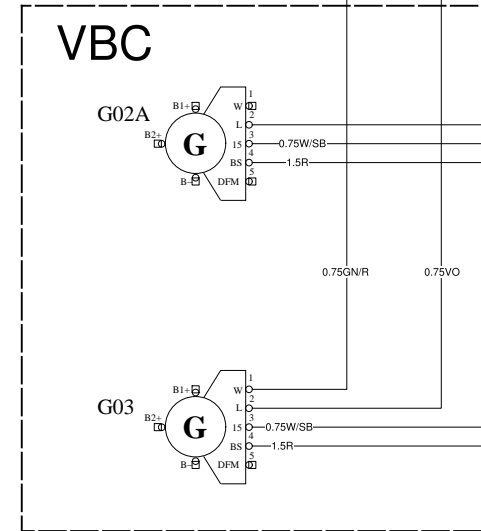 VBC
G02A
B1+
B2+
G
B-
1
W
2
L
3
15
0.75W/SB
4
BS
1.5R
5
DFM
0.75GN/R
0.75VO
G03
B1+
B2+
G
B-
1
W
2
L
3
15
0.75W/SB
4
BS
1.5R
5
DFM